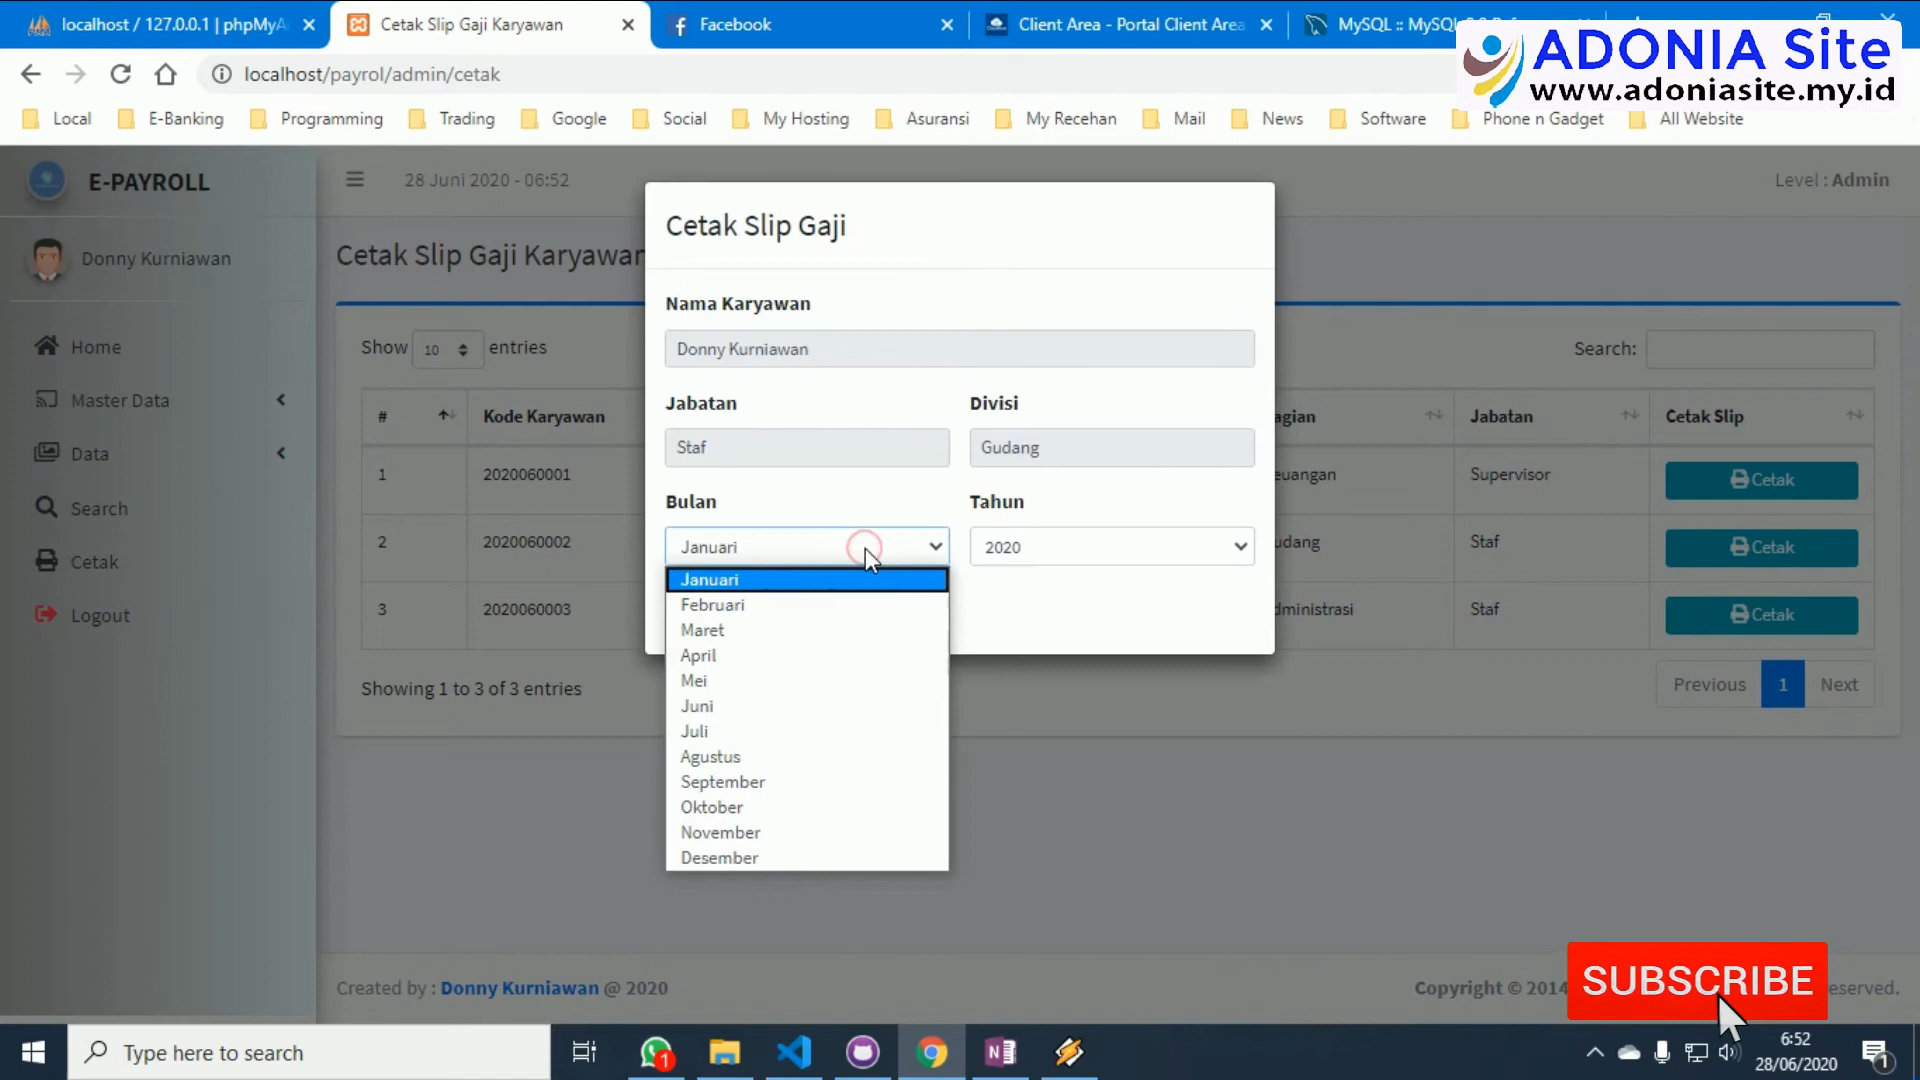 localhost / 127.0.0.1 | phpMyA
Cetak Slip Gaji Karyawan
Facebook
Client Area - Portal Client Area
MySQL :: MySQL
ADONIA Site
www.adoniasite.my.id
localhost/payrol/admin/cetak
Local
E-Banking
Programming
Trading
Google
Social
My Hosting
Asuransi
My Recehan
Mail
News
Software
Phone n Gadget
All Website
E-PAYROLL
28 Juni 2020 - 06:52
Level : Admin
Donny Kurniawan
Home
Master Data
Data
Search
Cetak
Logout
Cetak Slip Gaji Karyawan
Show 10 entries
Search:
# Kode Karyawan
agian Jabatan Cetak Slip
1 2020060001
euangan Supervisor Cetak
2 2020060002
udang Staf Cetak
3 2020060003
dministrasi Staf Cetak
Showing 1 to 3 of 3 entries
Previous 1 Next
Cetak Slip Gaji
Nama Karyawan
Donny Kurniawan
Jabatan Divisi
Staf Gudang
Bulan Tahun
Januari 2020
Januari
Februari
Maret
April
Mei
Juni
Juli
Agustus
September
Oktober
November
Desember
Created by : Donny Kurniawan @ 2020
Copyright © 2014
eserved.
SUBSCRIBE
Type here to search
1
N
6:52
28/06/2020
1